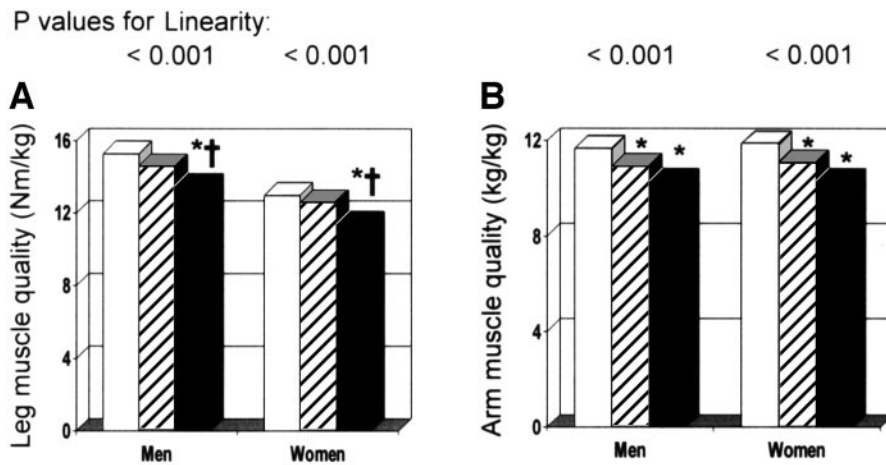 P values for Linearity:
< 0.001 < 0.001 < 0.001 < 0.001
A B
Leg muscle quality (Nm/kg)
16
12
8
4
0
*† *†
Men Women
Arm muscle quality (kg/kg)
12
8
4
0
* * * *
Men Women